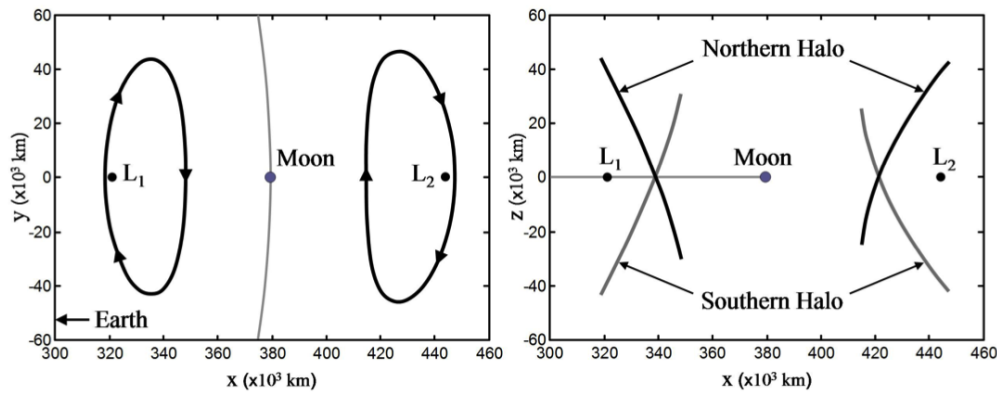 60
40
20
0
-20
-40
-60
y (x10³ km)
L₁
Moon
L₂
Earth
300
320
340
360
380
400
420
440
460
x (x10³ km)
60
40
20
0
-20
-40
-60
z (x10³ km)
Northern Halo
L₁
Moon
L₂
Southern Halo
300
320
340
360
380
400
420
440
460
x (x10³ km)